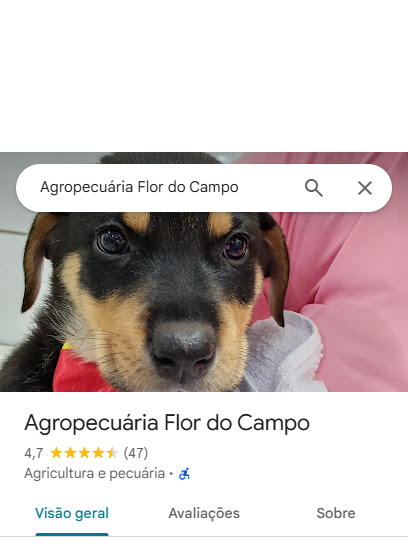 Agropecuária Flor do Campo
Agropecuária Flor do Campo
4,7 (47)
Agricultura e pecuária ·
Visão geral Avaliações Sobre